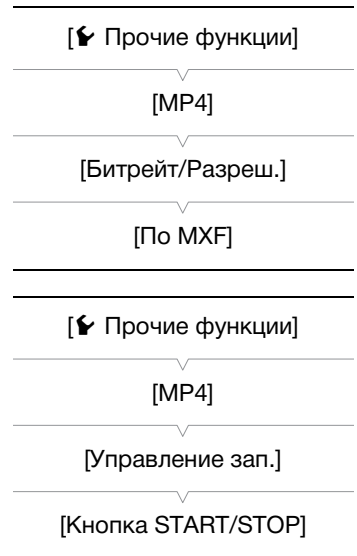 [Прочие функции]
[MP4]
[Битрейт/Разреш.]
[По MXF]
[Прочие функции]
[MP4]
[Управление зап.]
[Кнопка START/STOP]